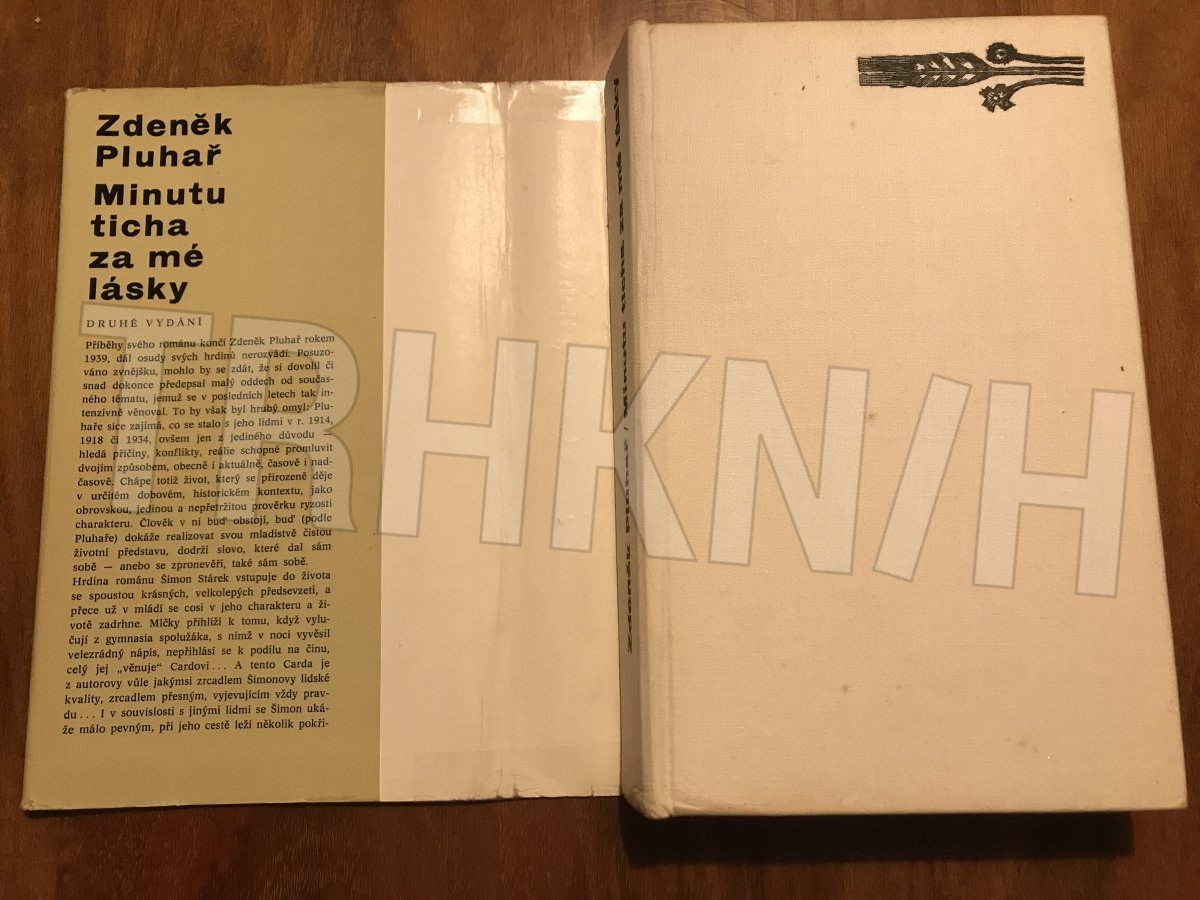 Zdeněk
Pluhař
Minutu
ticha
za mé
lásky
DRUHÉ VYDÁNÍ
Příběhy svého románu končí Zdeněk Pluhař rokem
1939, dál osudy svých hrdinů nerozvádí. Posuzo-
váno zvnějšku, mohlo by se zdát, že si dovolil či
snad dokonce předepsal malý oddech od součas-
ného tématu, jemuž se v posledních letech tak in-
tenzívně věnoval. To by však byl hrubý omyl: Plu-
haře sice zajímá, co se stalo s jeho lidmi v r. 1914,
1918 či 1934, ovšem jen z jediného důvodu —
hledá příčiny, konflikty, reálie schopné promluvit
dvojím způsobem, obecně i aktuálně, časově i nad-
časově. Chápe totiž život, který se přirozeně děje
v určitém dobovém, historickém kontextu, jako
obrovskou, jedinou a nepřetržitou prověrku ryzosti
charakteru. Člověk v ní buď obstojí, buď (podle
Pluhaře) dokáže realizovat svou mladistvě čistou
životní představu, dodrží slovo, které dal sám
sobě — anebo se zpronevěří, také sám sobě.
Hrdina románu Šimon Stárek vstupuje do života
se spoustou krásných, velkolepých předsevzetí, a
přece už v mládí se cosi v jeho charakteru a ži-
votě zadrhne. Mlčky přihlíží k tomu, když vylu-
čují z gymnasia spolužáka, s nímž v noci vyvěsil
velezrádný nápis, nepřihlásí se k podílu na činu,
celý jej „věnuje“ Cardovi... A tento Carda je
z autorovy vůle jakýmsi zrcadlem Šimonovy lidské
kvality, zrcadlem přesným, vyjevujícím vždy prav-
du... I v souvislosti s jinými lidmi se Šimon uká-
že málo pevným, při jeho cestě leží několik pokři-
Zdeněk Pluhař / Minutu ticha za mé lásky
TRHKN/H